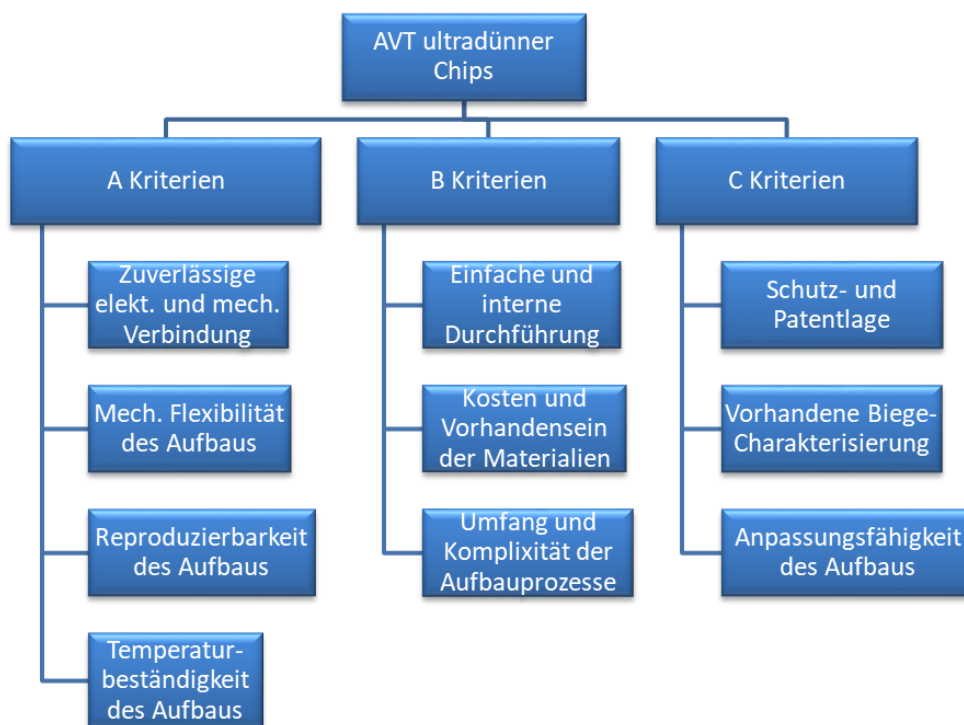 AVT ultradünner
Chips
A Kriterien
Zuverlässige
elekt. und mech.
Verbindung
Mech. Flexibilität
des Aufbaus
Reproduzierbarkeit
des Aufbaus
Temperatur-
beständigkeit
des Aufbaus
B Kriterien
Einfache und
interne
Durchführung
Kosten und
Vorhandensein
der Materialien
Umfang und
Komplixität der
Aufbauprozesse
C Kriterien
Schutz- und
Patentlage
Vorhandene Biege-
Charakterisierung
Anpassungsfähigkeit
des Aufbaus